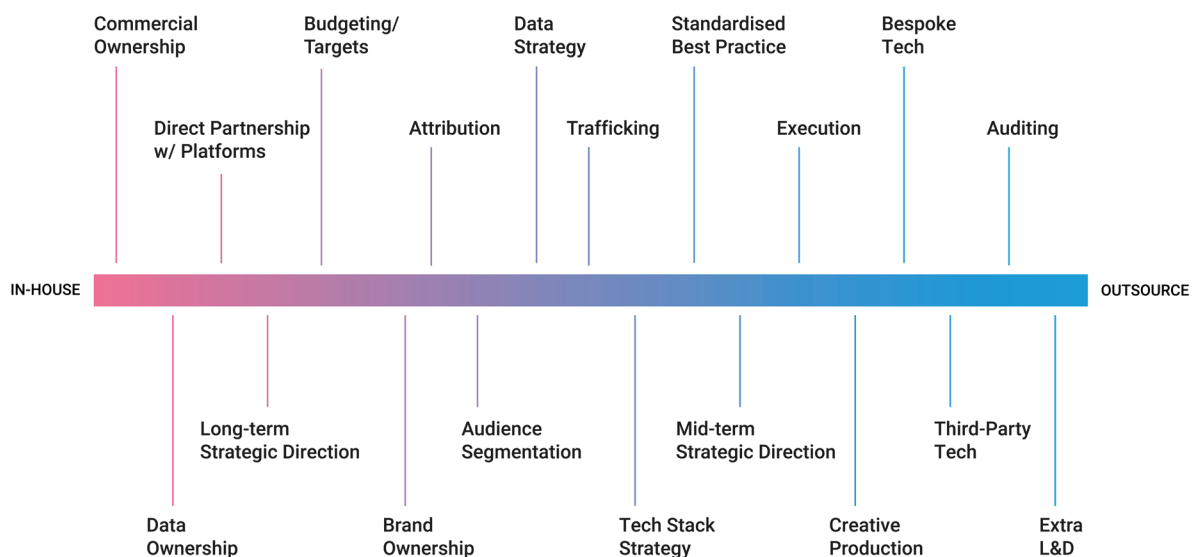 Commercial
Ownership
Budgeting/
Targets
Data
Strategy
Standardised
Best Practice
Bespoke
Tech
Direct Partnership
w/ Platforms
Attribution
Trafficking
Execution
Auditing
IN-HOUSE
OUTSOURCE
Long-term
Strategic Direction
Audience
Segmentation
Mid-term
Strategic Direction
Third-Party
Tech
Data
Ownership
Brand
Ownership
Tech Stack
Strategy
Creative
Production
Extra
L&D